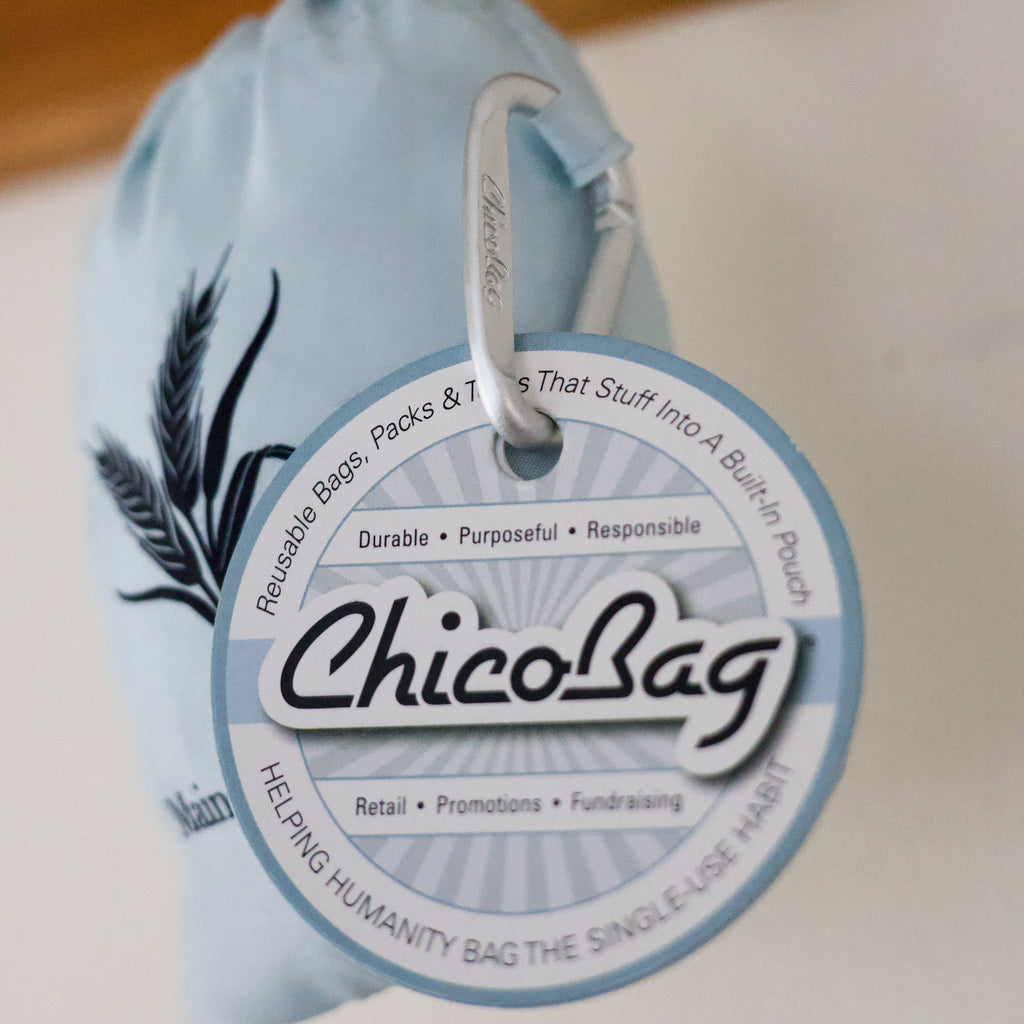 ChicoBag
Reusable Bags, Packs & That Stuff Into A Built-In Pouch
Durable • Purposeful • Responsible
ChicoBag
Retail • Promotions • Fundraising
HELPING HUMANITY BAG THE SINGLE-USE HABIT
Main